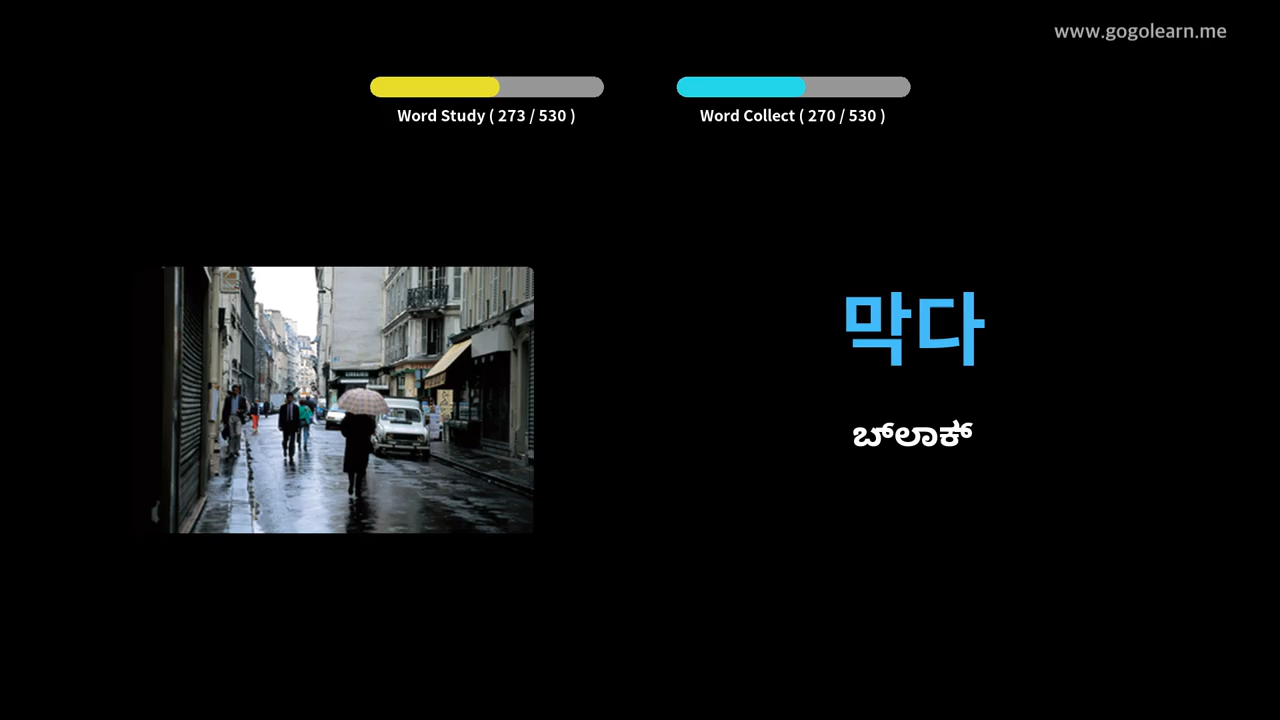 www.gogolearn.me
Word Study ( 273 / 530 )
Word Collect ( 270 / 530 )
막다
ಬ್ಲಾಕ್